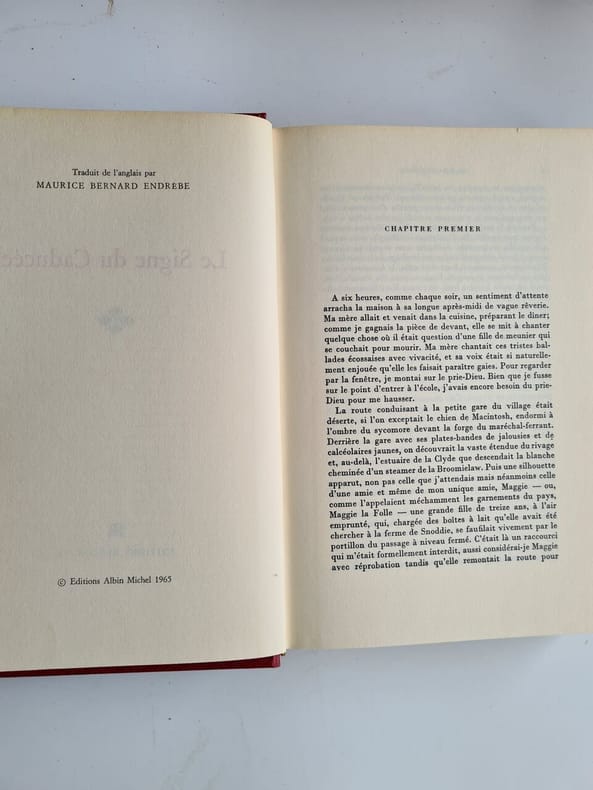 Traduit de l'anglais par
MAURICE BERNARD ENDRÈBE
Le Signe du Caducée
© Editions Albin Michel 1965
CHAPITRE PREMIER
A six heures, comme chaque soir, un sentiment d'attente
arracha la maison à sa longue après-midi de vague rêverie.
Ma mère allait et venait dans la cuisine, préparant le dîner;
comme je gagnais la pièce de devant, elle se mit à chanter
quelque chose où il était question d'une fille de meunier qui
se couchait pour mourir. Ma mère chantait ces tristes bal-
lades écossaises avec vivacité, et sa voix était si naturelle-
ment enjouée qu'elle les faisait paraître gaies. Pour regarder
par la fenêtre, je montai sur le prie-Dieu. Bien que je fusse
sur le point d'entrer à l'école, j'avais encore besoin du prie-
Dieu pour me hausser.
La route conduisant à la petite gare du village était
déserte, si l'on exceptait le chien de Macintosh, endormi à
l'ombre du sycomore devant la forge du maréchal-ferrant.
Derrière la gare avec ses plates-bandes de jalousies et de
calcéolaires jaunes, on découvrait la vaste étendue du rivage
et, au-delà, l'estuaire de la Clyde que descendait la blanche
cheminée d'un steamer de la Broomielaw. Puis une silhouette
apparut, non pas celle que j'attendais mais néanmoins celle
d'une amie et même de mon unique amie, Maggie — ou,
comme l'appelaient méchamment les garnements du pays,
Maggie la Folle — une grande fille de treize ans, à l'air
emprunté, qui, chargée des boîtes à lait qu'elle avait été
chercher à la ferme de Snoddie, se faufilait vivement par le
portillon du passage à niveau fermé. C'était là un raccourci
qui m'était formellement interdit, aussi considérai-je Maggie
avec réprobation tandis qu'elle remontait la route pour